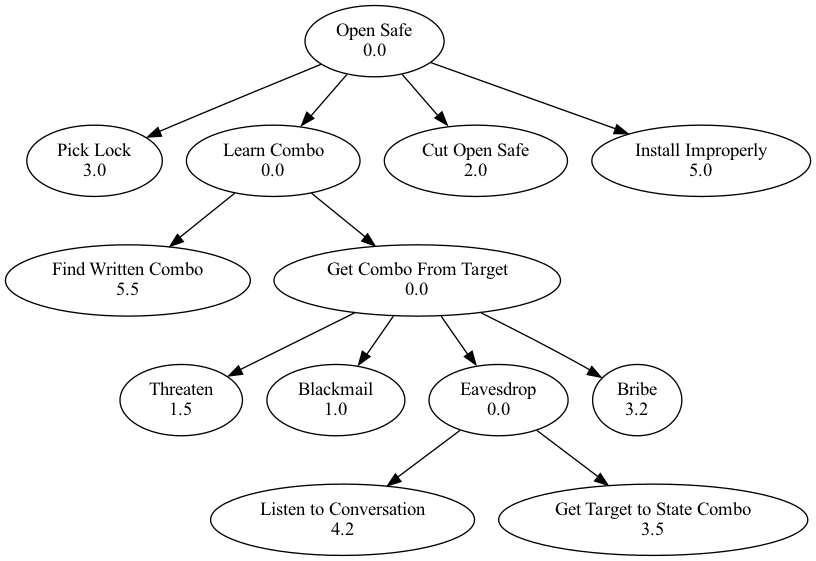 Open Safe
0.0
Pick Lock
3.0
Learn Combo
0.0
Cut Open Safe
2.0
Install Improperly
5.0
Find Written Combo
5.5
Get Combo From Target
0.0
Threaten
1.5
Blackmail
1.0
Eavesdrop
0.0
Bribe
3.2
Listen to Conversation
4.2
Get Target to State Combo
3.5